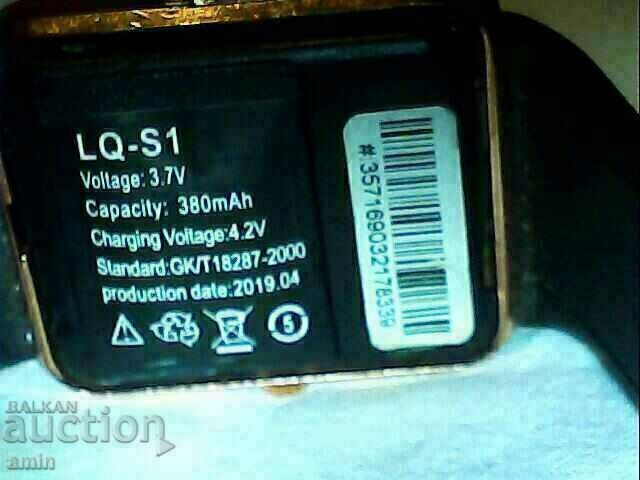 LQ-S1
Voltage: 3.7V
Capacity: 380mAh
Charging Voltage:4.2V
Standard:GK/T18287-2000
production date:2019.04
5
#357169032178339
BALKAN
auction
amin